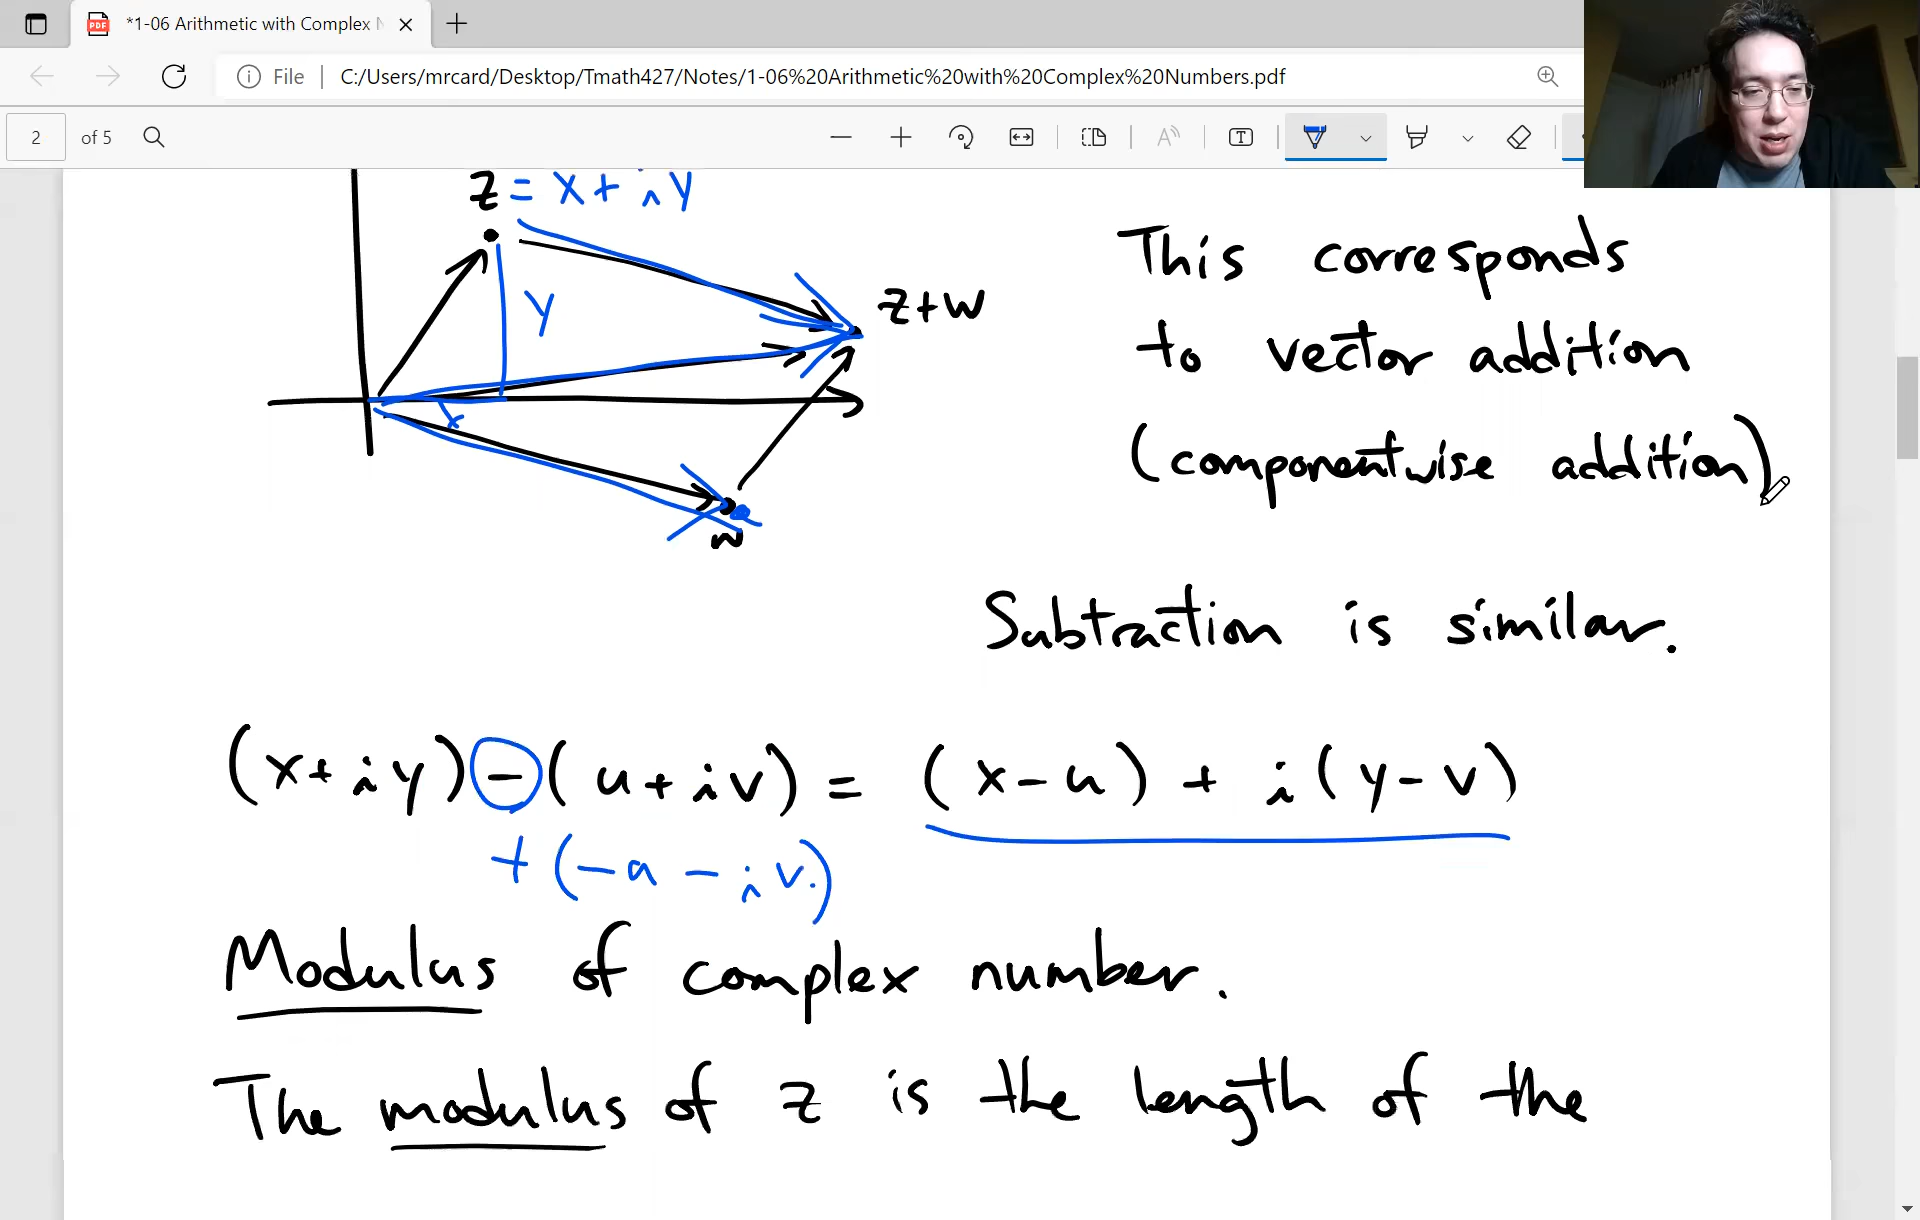 *1-06 Arithmetic with Complex N
File
C:/Users/mrcard/Desktop/Tmath427/Notes/1-06%20Arithmetic%20with%20Complex%20Numbers.pdf
2 of 5
z = x + iy
y
x
z+w
w
This corresponds
to vector addition
(componentwise addition)
Subtraction is similar.
(x+iy) - (u+iv) = (x-u) + i(y-v)
+ (-u - iv.)
Modulus of complex number.
The modulus of z is the length of the